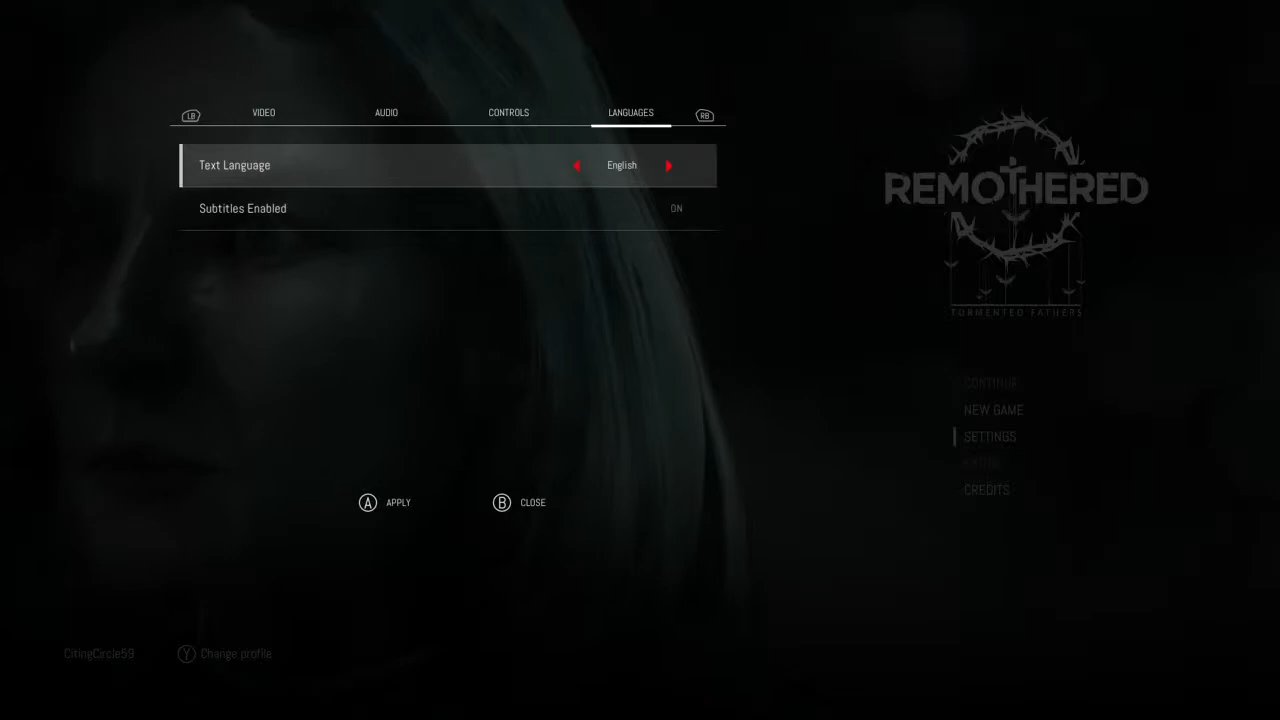 LB VIDEO AUDIO CONTROLS LANGUAGES RB
Text Language English
Subtitles Enabled ON
A APPLY B CLOSE
REMOTHERED
TORMENTED FATHERS
CONTINUE
NEW GAME
SETTINGS
CREDITS
CitingCircle59 Y Change profile